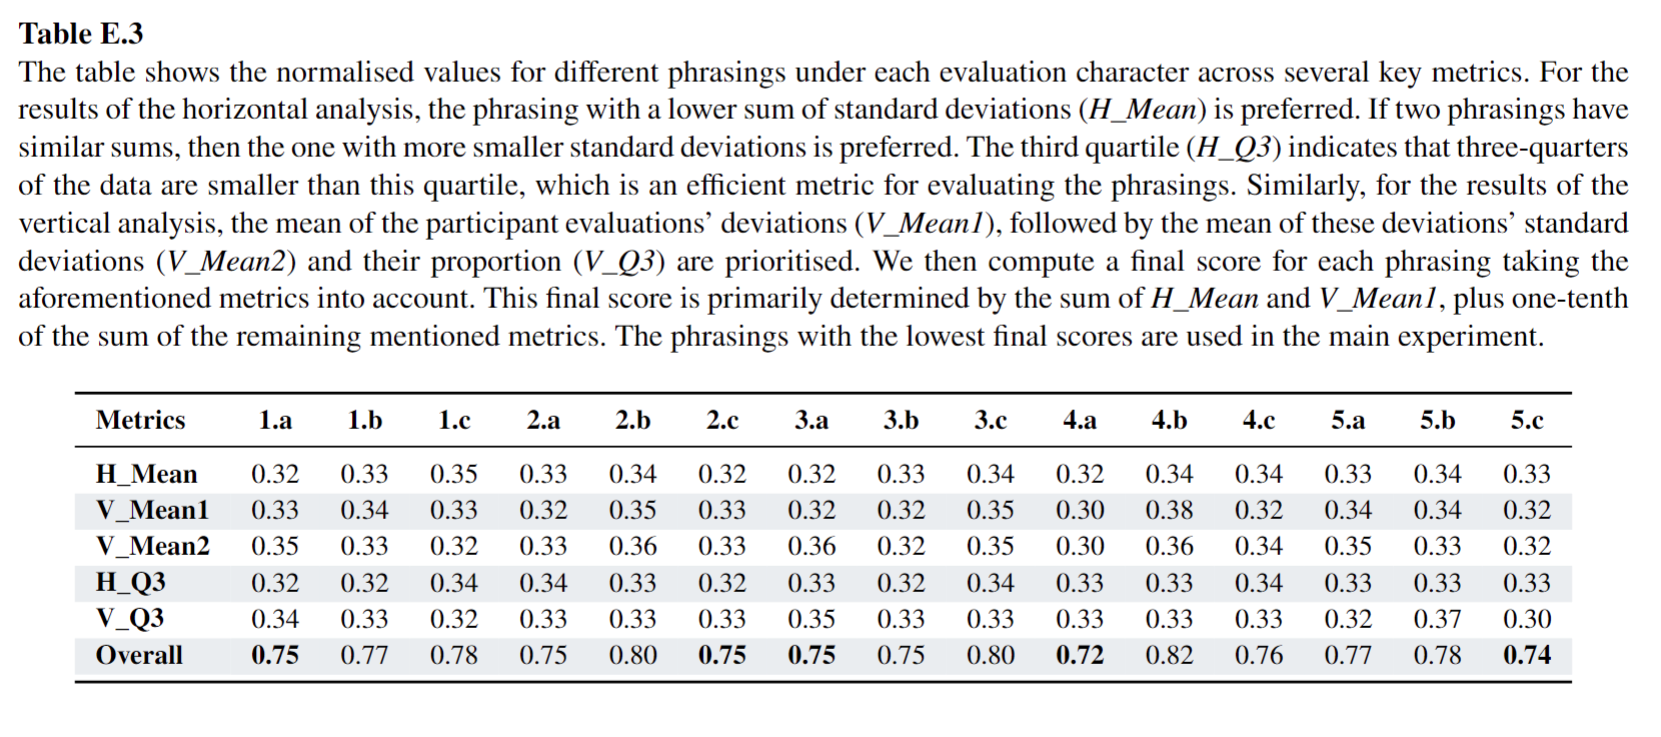 Table E.3
The table shows the normalised values for different phrasings under each evaluation character across several key metrics. For the
results of the horizontal analysis, the phrasing with a lower sum of standard deviations (H_Mean) is preferred. If two phrasings have
similar sums, then the one with more smaller standard deviations is preferred. The third quartile (H_Q3) indicates that three-quarters
of the data are smaller than this quartile, which is an efficient metric for evaluating the phrasings. Similarly, for the results of the
vertical analysis, the mean of the participant evaluations’ deviations (V_Mean1), followed by the mean of these deviations’ standard
deviations (V_Mean2) and their proportion (V_Q3) are prioritised. We then compute a final score for each phrasing taking the
aforementioned metrics into account. This final score is primarily determined by the sum of H_Mean and V_Mean1, plus one-tenth
of the sum of the remaining mentioned metrics. The phrasings with the lowest final scores are used in the main experiment.
Metrics 1.a 1.b 1.c 2.a 2.b 2.c 3.a 3.b 3.c 4.a 4.b 4.c 5.a 5.b 5.c
H_Mean 0.32 0.33 0.35 0.33 0.34 0.32 0.32 0.33 0.34 0.32 0.34 0.34 0.33 0.34 0.33
V_Mean1 0.33 0.34 0.33 0.32 0.35 0.33 0.32 0.32 0.35 0.30 0.38 0.32 0.34 0.34 0.32
V_Mean2 0.35 0.33 0.32 0.33 0.36 0.33 0.36 0.32 0.35 0.30 0.36 0.34 0.35 0.33 0.32
H_Q3 0.32 0.32 0.34 0.34 0.33 0.32 0.33 0.32 0.34 0.33 0.33 0.34 0.33 0.33 0.33
V_Q3 0.34 0.33 0.32 0.33 0.33 0.33 0.35 0.33 0.33 0.33 0.33 0.33 0.32 0.37 0.30
Overall 0.75 0.77 0.78 0.75 0.80 0.75 0.75 0.75 0.80 0.72 0.82 0.76 0.77 0.78 0.74